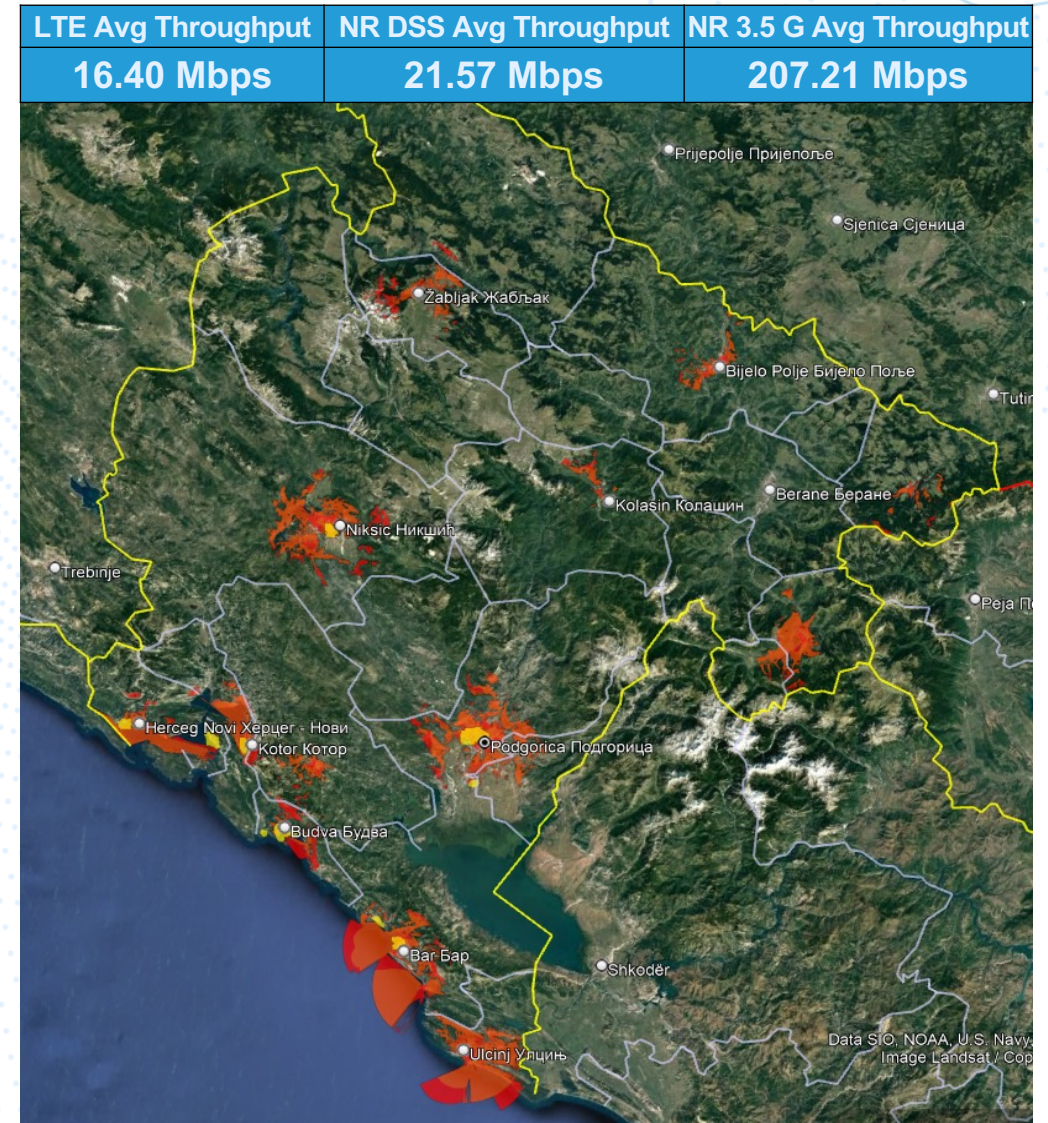 LTE Avg Throughput NR DSS Avg Throughput NR 3.5 G Avg Throughput
16.40 Mbps 21.57 Mbps 207.21 Mbps
Prijepolje Пријепоље
Sjenica Сјеница
Žabljak Жабљак
Bijelo Polje Бијело Поље
Tutin
Kolasin Колашин
Berane Беране
Niksic Никшић
Trebinje
Peja
Herceg Novi Херцег - Нови
Kotor Котор
Podgorica Подгорица
Budva Будва
Bar Бар
Shkodër
Data SIO, NOAA, U.S. Navy,
Ulcinj Улцињ
Image Landsat / Cop